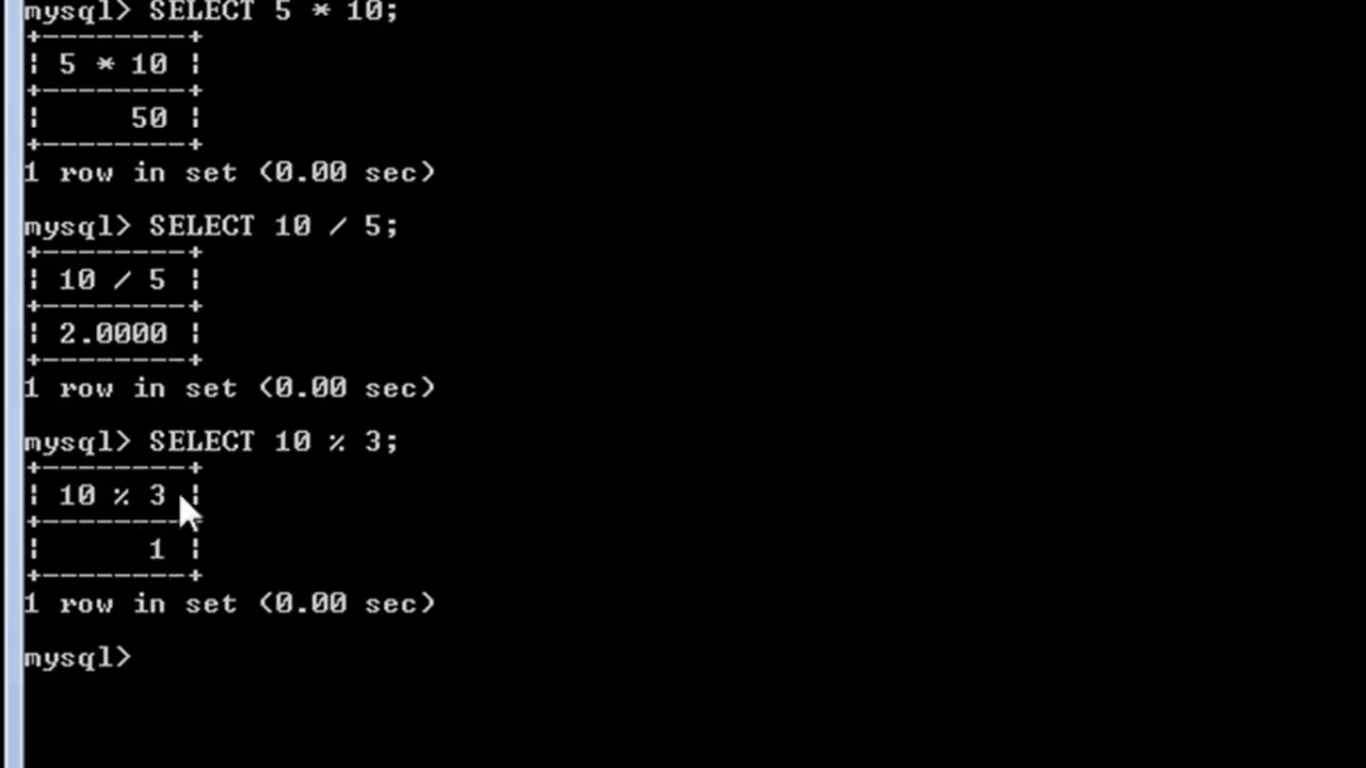 mysql> SELECT 5 * 10;
+--------+
| 5 * 10 |
+--------+
|     50 |
+--------+
1 row in set (0.00 sec)
mysql> SELECT 10 / 5;
+--------+
| 10 / 5 |
+--------+
| 2.0000 |
+--------+
1 row in set (0.00 sec)
mysql> SELECT 10 % 3;
+--------+
| 10 % 3 |
+--------+
|      1 |
+--------+
1 row in set (0.00 sec)
mysql>